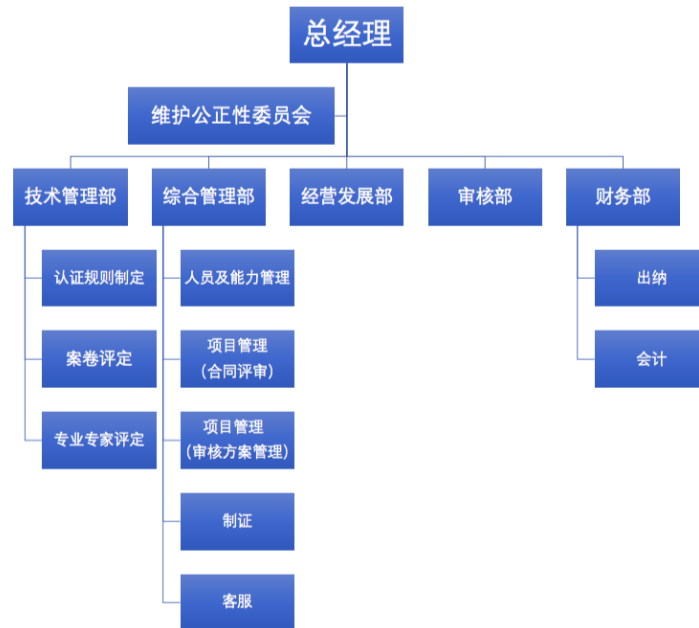 总经理
维护公正性委员会
技术管理部
综合管理部
经营发展部
审核部
财务部
认证规则制定
人员及能力管理
出纳
案卷评定
项目管理
（合同评审）
会计
专业专家评定
项目管理
（审核方案管理）
制证
客服